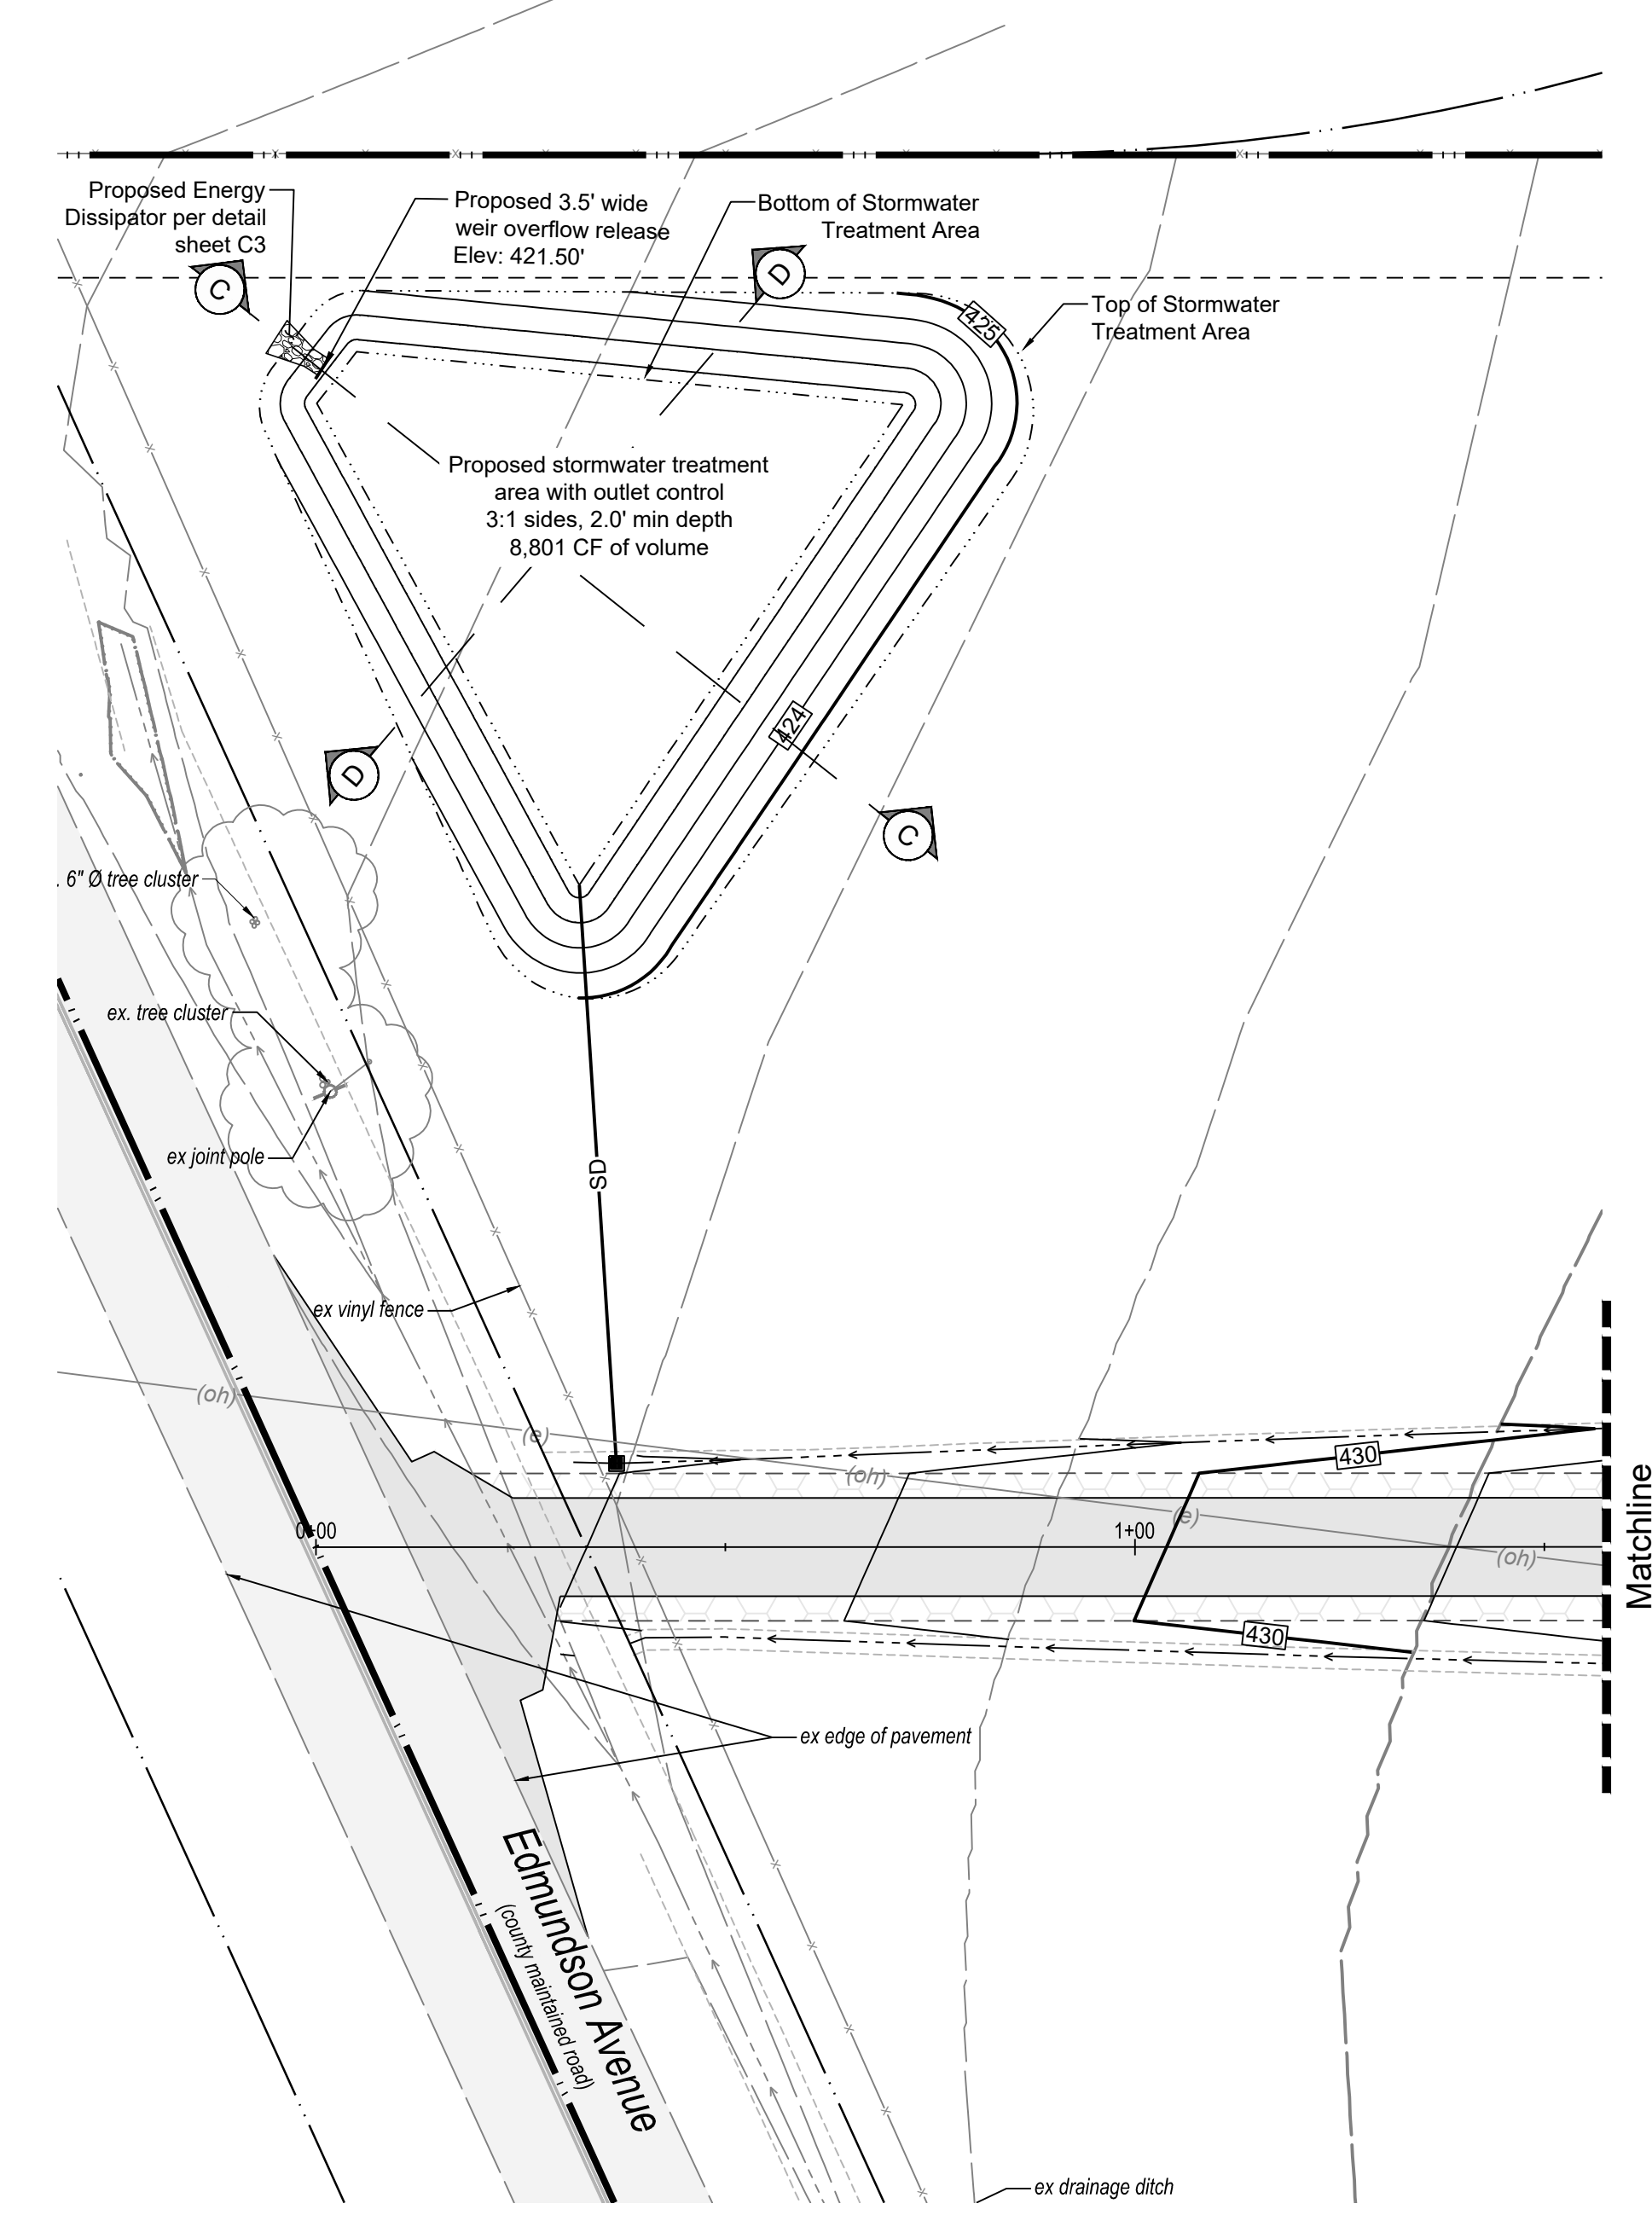 Proposed Energy
Dissipator per detail
sheet C3
Proposed 3.5' wide
weir overflow release
Elev: 421.50'
Bottom of Stormwater
Treatment Area
C
D
Top of Stormwater
Treatment Area
425
Proposed stormwater treatment
area with outlet control
3:1 sides, 2.0' min depth
8,801 CF of volume
424
D
C
. 6" Ø tree cluster
ex. tree cluster
ex joint pole
SD
ex vinyl fence
(oh)
(e)
(oh)
430
(e)
(oh)
0+00
1+00
Matchline
430
ex edge of pavement
Edmundson Avenue
(county maintained road)
ex drainage ditch